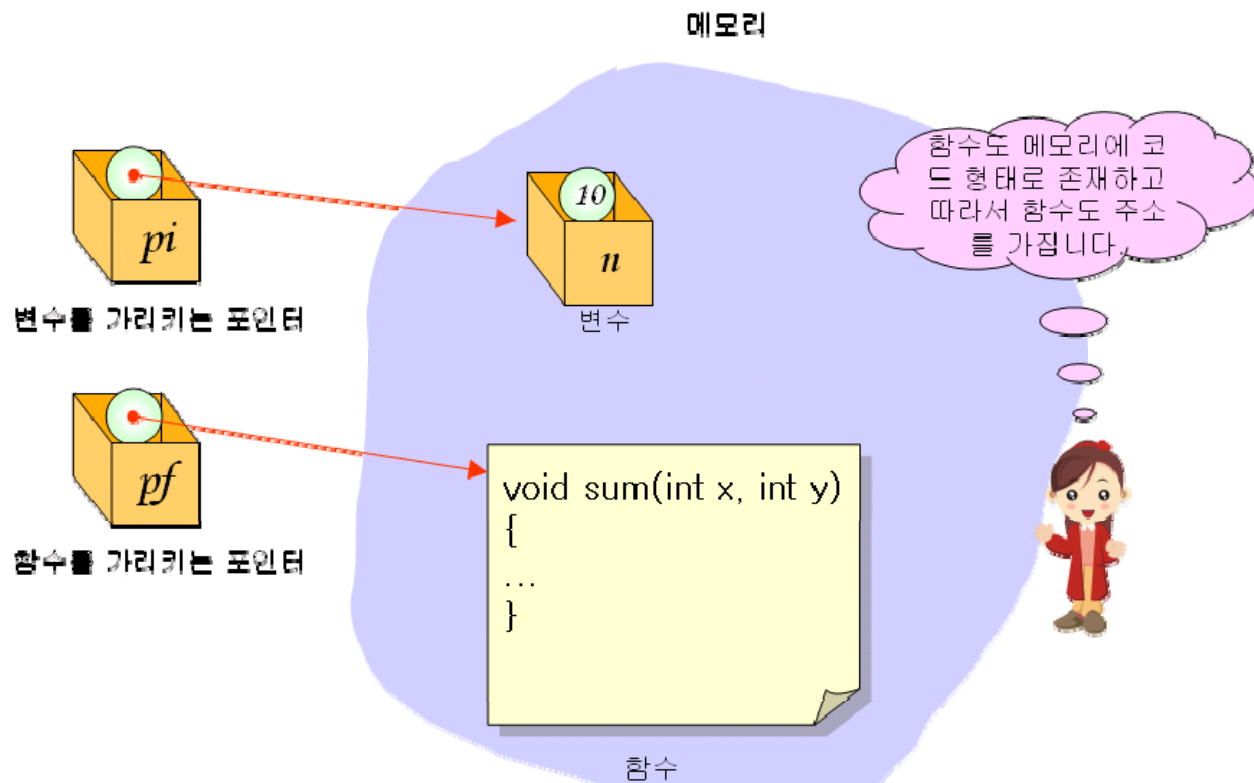 메모리
함수도 메모리에 코
드 형태로 존재하고
따라서 함수도 주소
를 가집니다.
pi
변수를 가리키는 포인터
10
n
변수
pf
함수를 가리키는 포인터
void sum(int x, int y)
{
...
}
함수